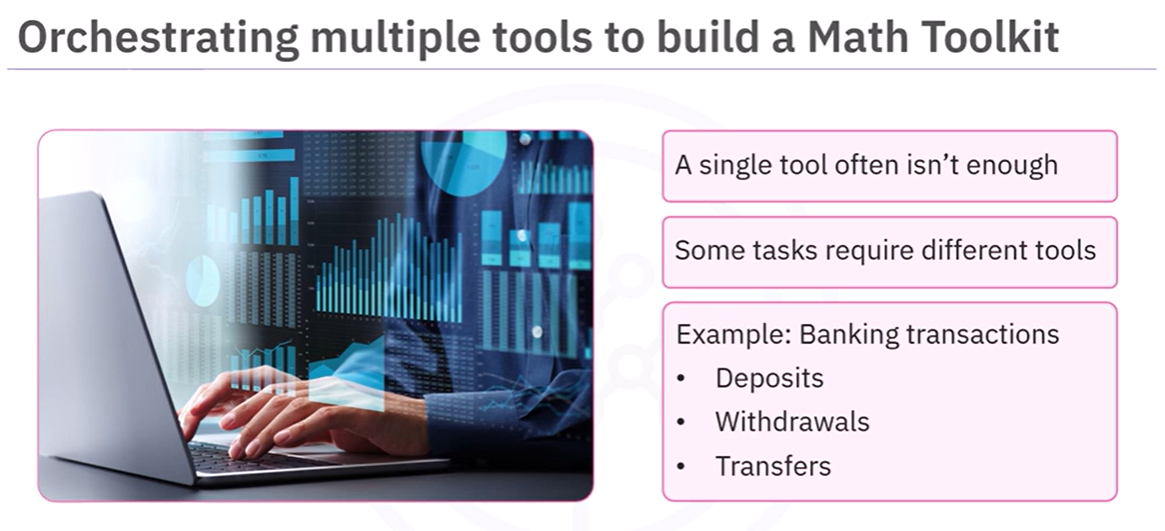 Orchestrating multiple tools to build a Math Toolkit
A single tool often isn’t enough
Some tasks require different tools
Example: Banking transactions
• Deposits
• Withdrawals
• Transfers